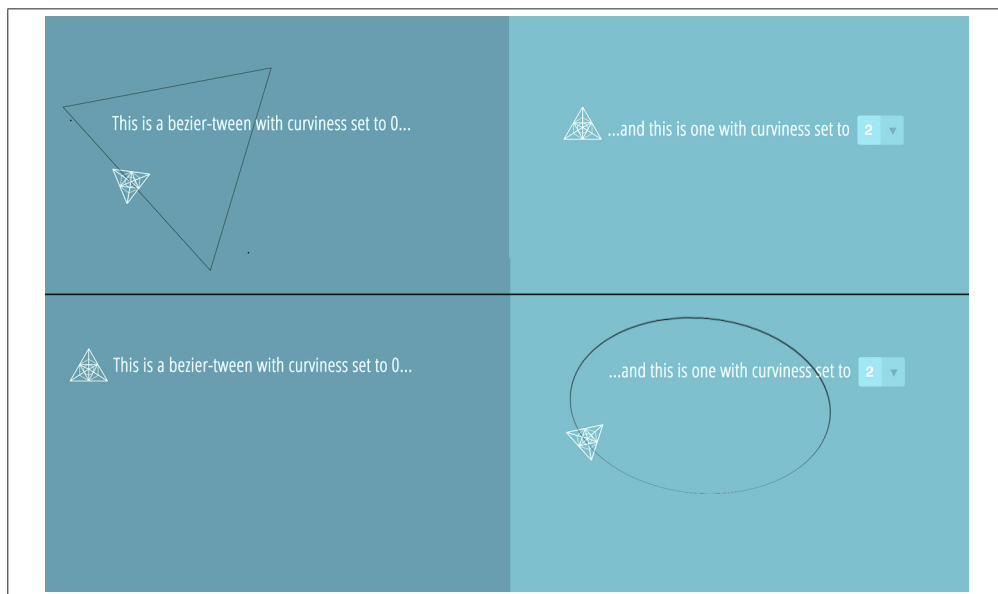 This is a bezier-tween with curviness set to 0...
...and this is one with curviness set to 2
This is a bezier-tween with curviness set to 0...
...and this is one with curviness set to 2